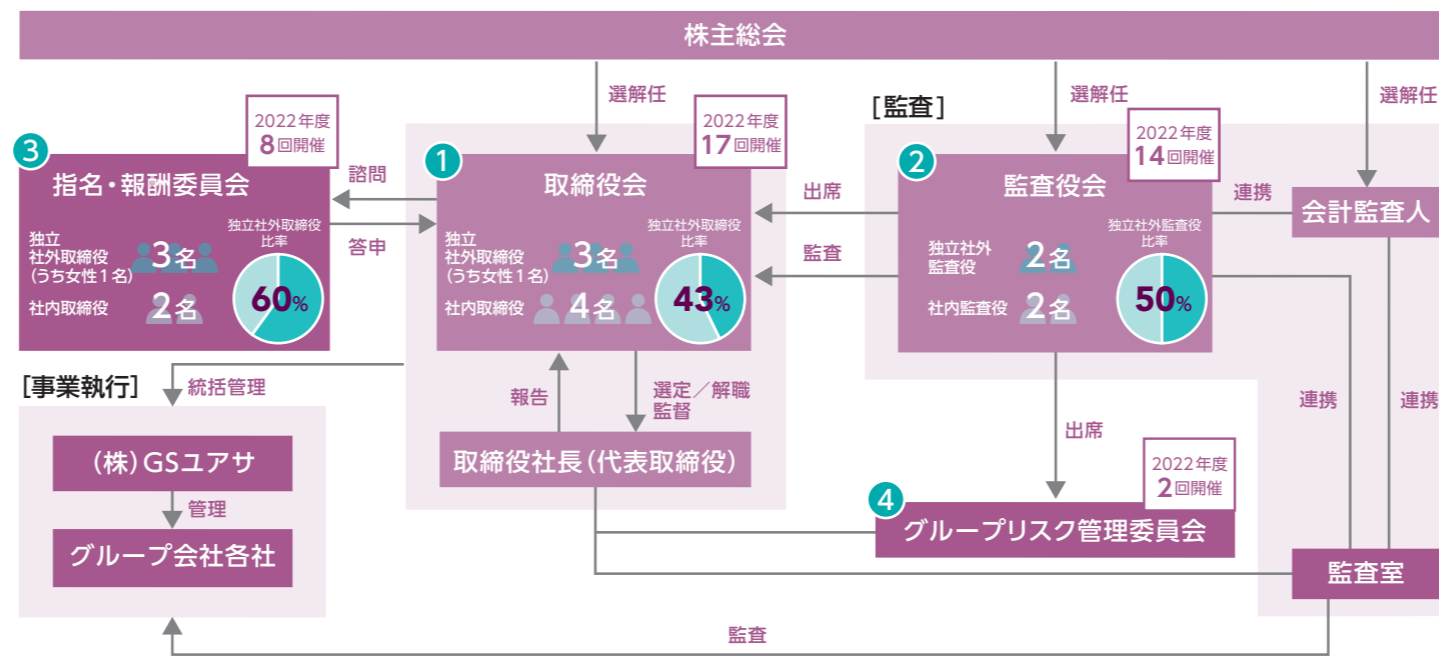 株主総会
選解任
選解任
選解任
[監査]
3
2022年度
8回開催
指名・報酬委員会
独立
社外取締役
(うち女性1名)
3名
社内取締役
2名
独立社外取締役
比率
60%
諮問
答申
1
2022年度
17回開催
取締役会
独立
社外取締役
(うち女性1名)
3名
社内取締役
4名
独立社外取締役
比率
43%
出席
監査
2
2022年度
14回開催
監査役会
独立社外
監査役
2名
社内監査役
2名
独立社外監査役
比率
50%
連携
会計監査人
[事業執行]
統括管理
(株)GSユアサ
管理
グループ会社各社
報告
選定/解職
監督
取締役社長(代表取締役)
出席
連携
連携
4
2022年度
2回開催
グループリスク管理委員会
監査室
監査